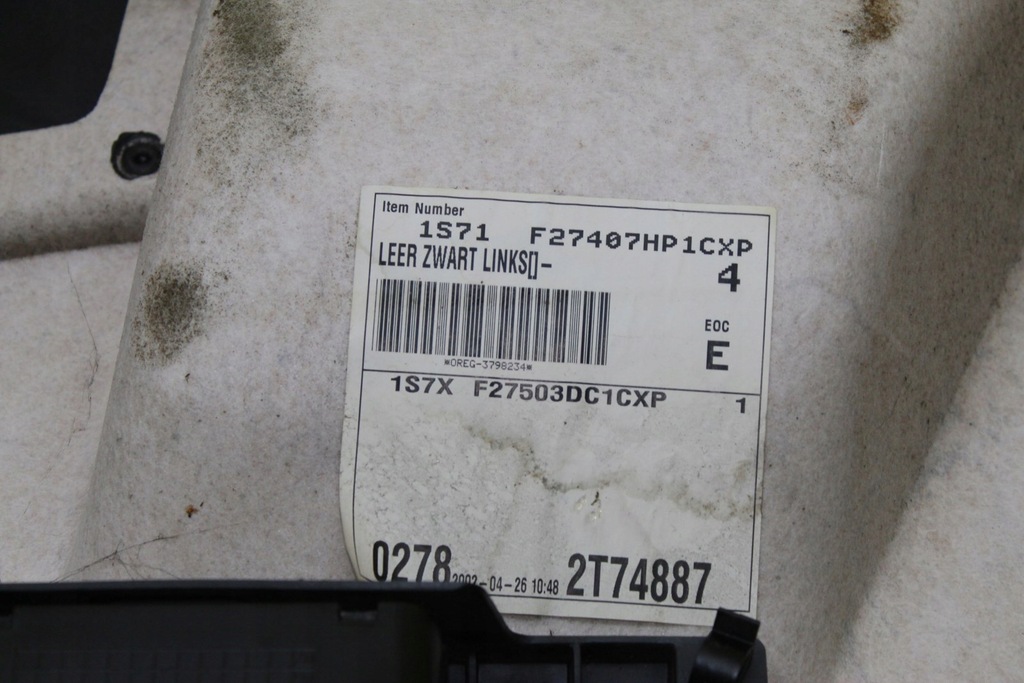 Item Number
1S71 F27407HP1CXP
LEER ZWART LINKS[]- 4
EOC
E
*OREG-3798234*
1S7X F27503DC1CXP 1
0278 2002-04-26 10:48 2T74887